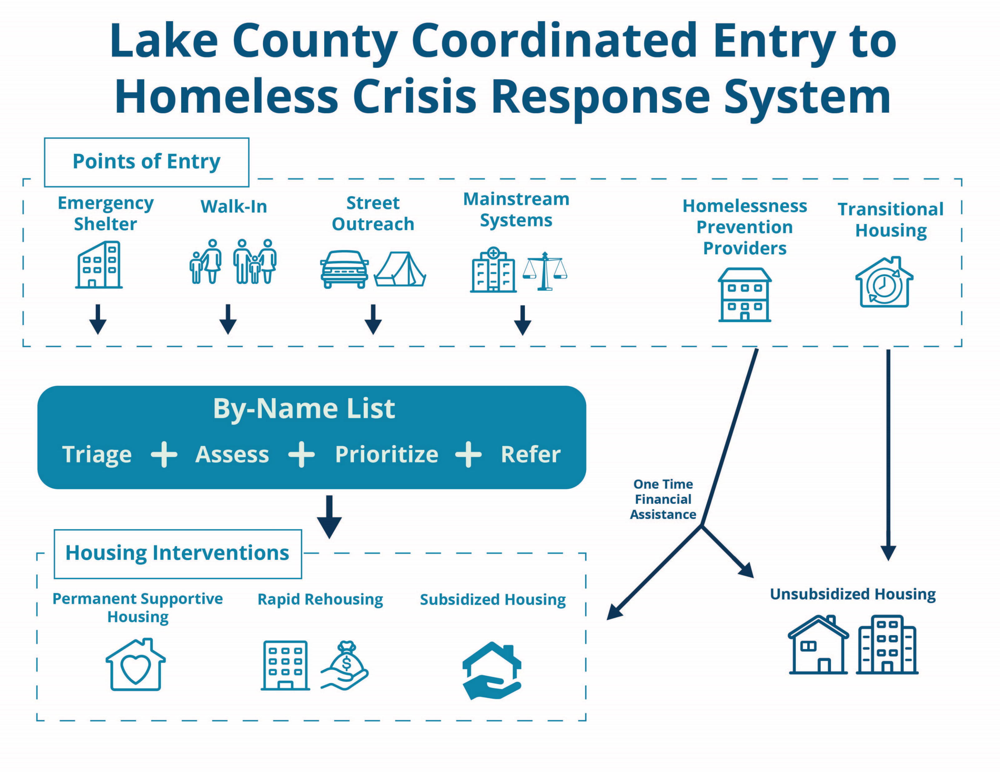 Lake County Coordinated Entry to
Homeless Crisis Response System
Points of Entry
Emergency
Shelter
Walk-In
Street
Outreach
Mainstream
Systems
Homelessness
Prevention
Providers
Transitional
Housing
By-Name List
Triage + Assess + Prioritize + Refer
One Time
Financial
Assistance
Housing Interventions
Permanent Supportive
Housing
Rapid Rehousing
$
Subsidized Housing
Unsubsidized Housing